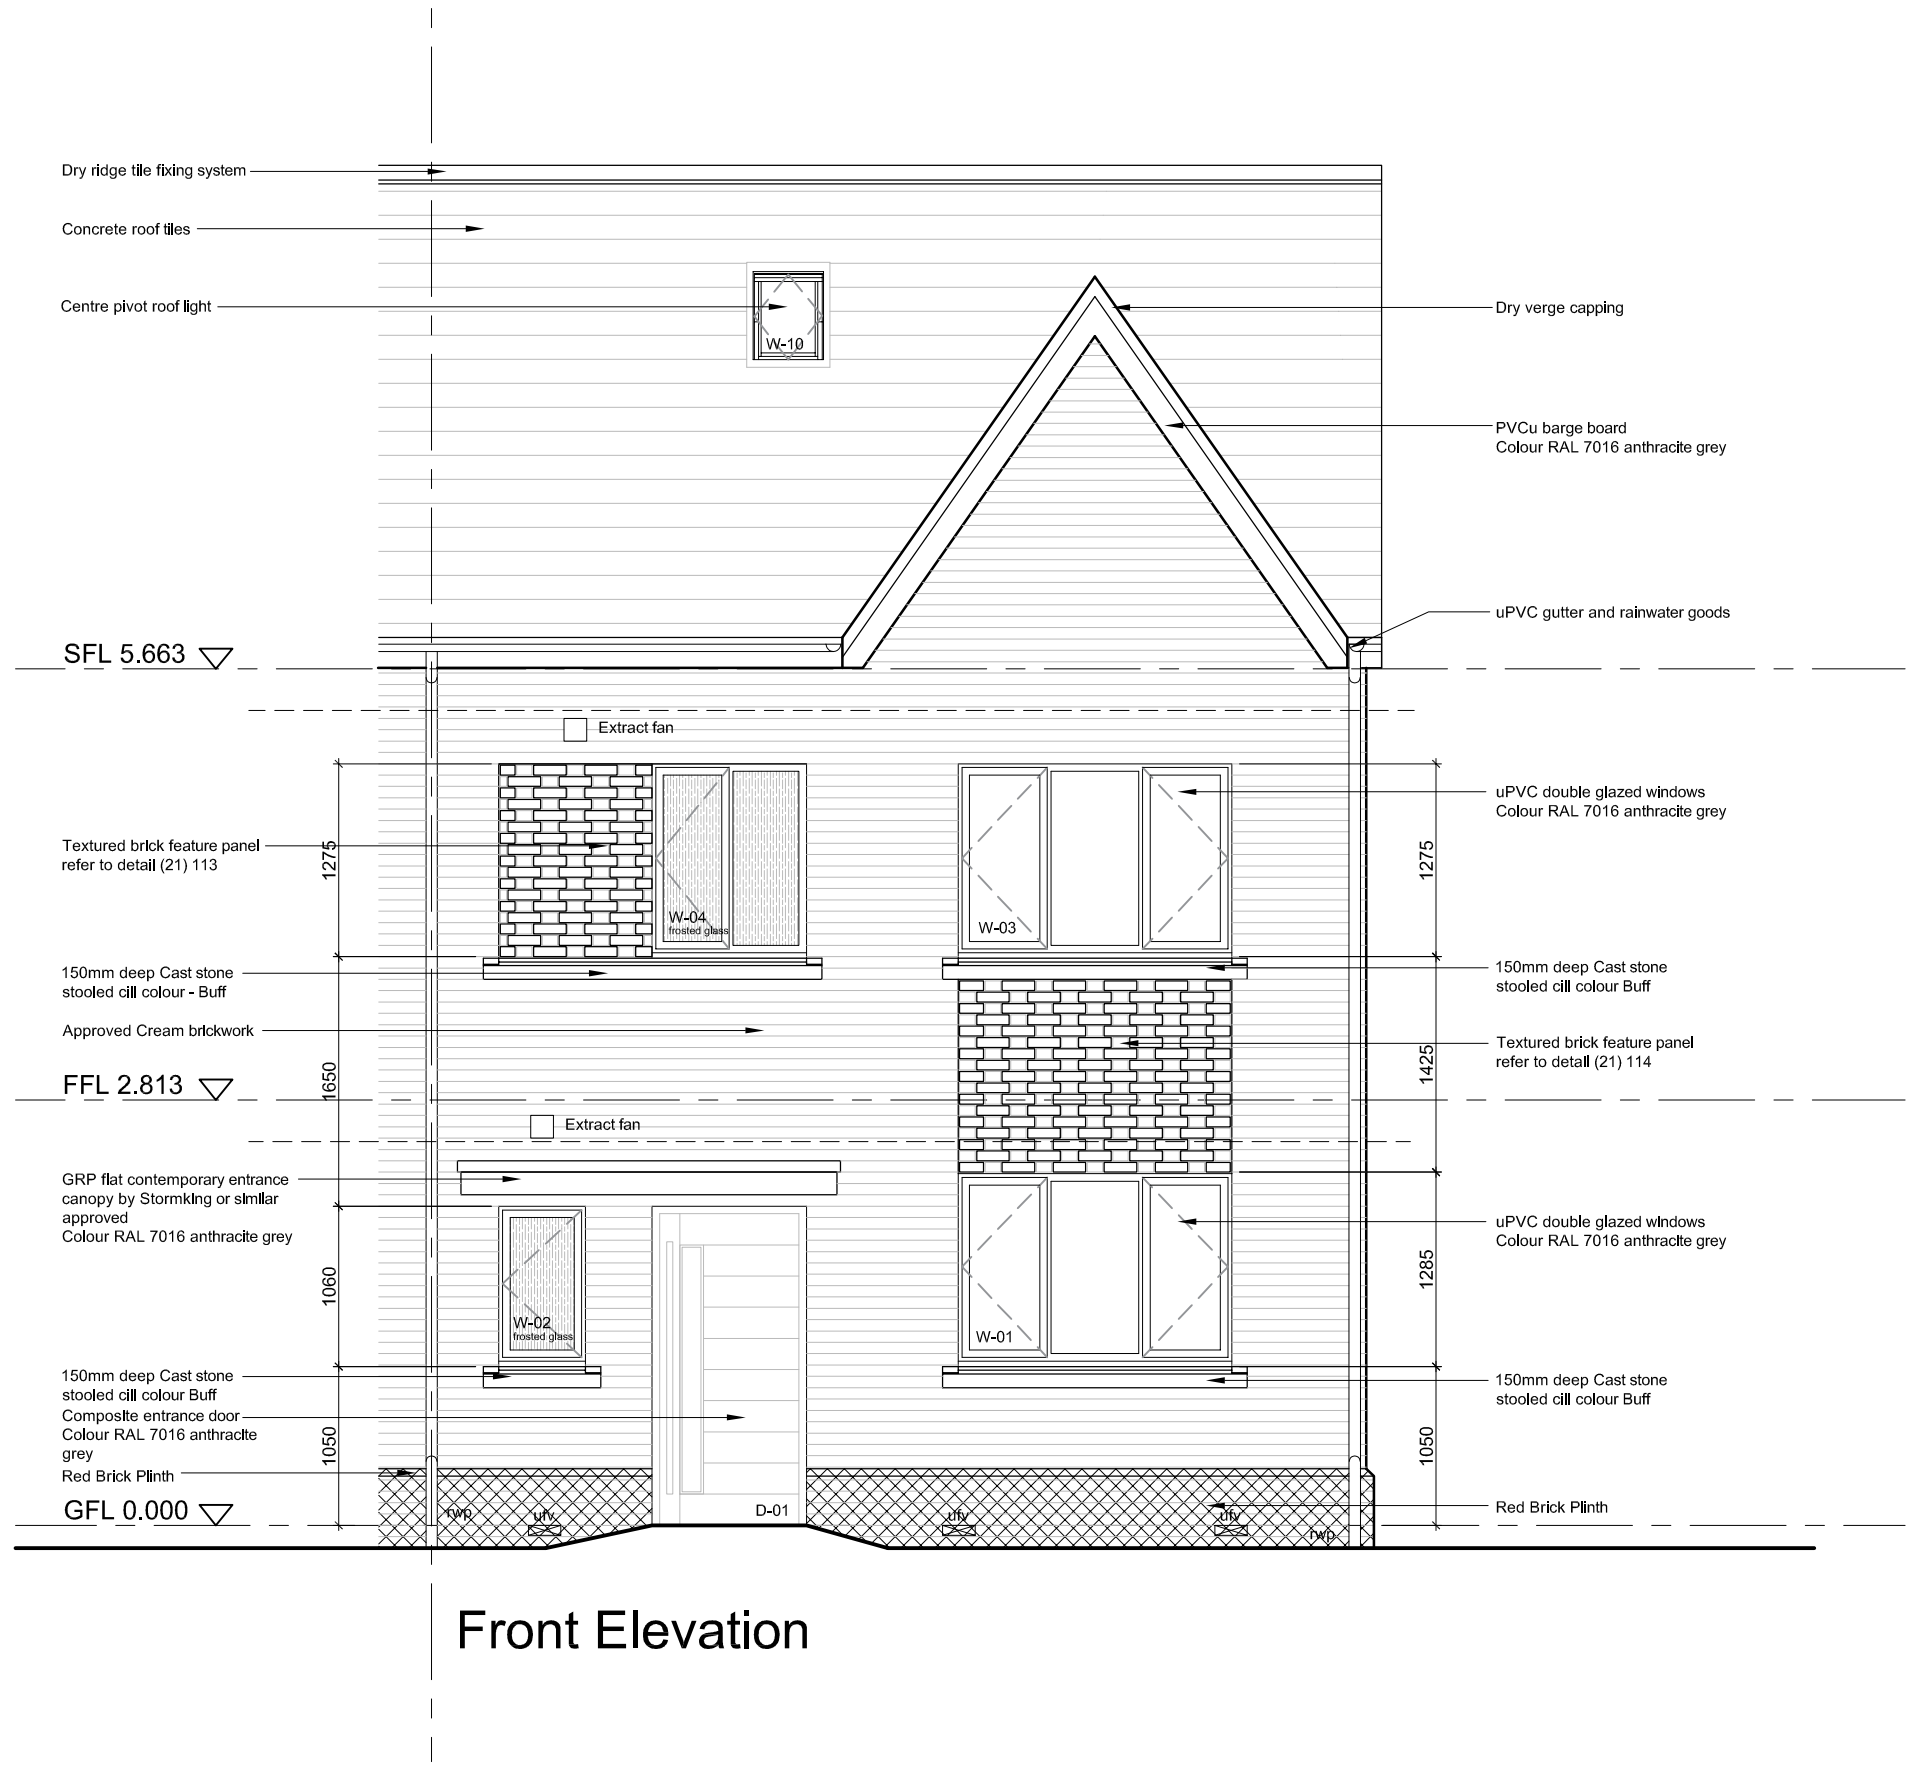 Dry ridge tile fixing system
Concrete roof tiles
Centre pivot roof light
W-10
Dry verge capping
PVCu barge board
Colour RAL 7016 anthracite grey
uPVC gutter and rainwater goods
SFL 5.663
Extract fan
uPVC double glazed windows
Colour RAL 7016 anthracite grey
Textured brick feature panel
refer to detail (21) 113
1275
1275
W-04
frosted glass
W-03
150mm deep Cast stone
stooled cill colour - Buff
150mm deep Cast stone
stooled cill colour Buff
Approved Cream brickwork
Textured brick feature panel
refer to detail (21) 114
1650
1425
FFL 2.813
Extract fan
GRP flat contemporary entrance
canopy by Stormking or similar
approved
Colour RAL 7016 anthracite grey
uPVC double glazed windows
Colour RAL 7016 anthracite grey
1060
1285
W-02
frosted glass
W-01
150mm deep Cast stone
stooled cill colour Buff
150mm deep Cast stone
stooled cill colour Buff
Composite entrance door
Colour RAL 7016 anthracite
grey
1050
1050
Red Brick Plinth
GFL 0.000
rwp
ufv
D-01
ufv
ufv
rwp
Red Brick Plinth
Front Elevation